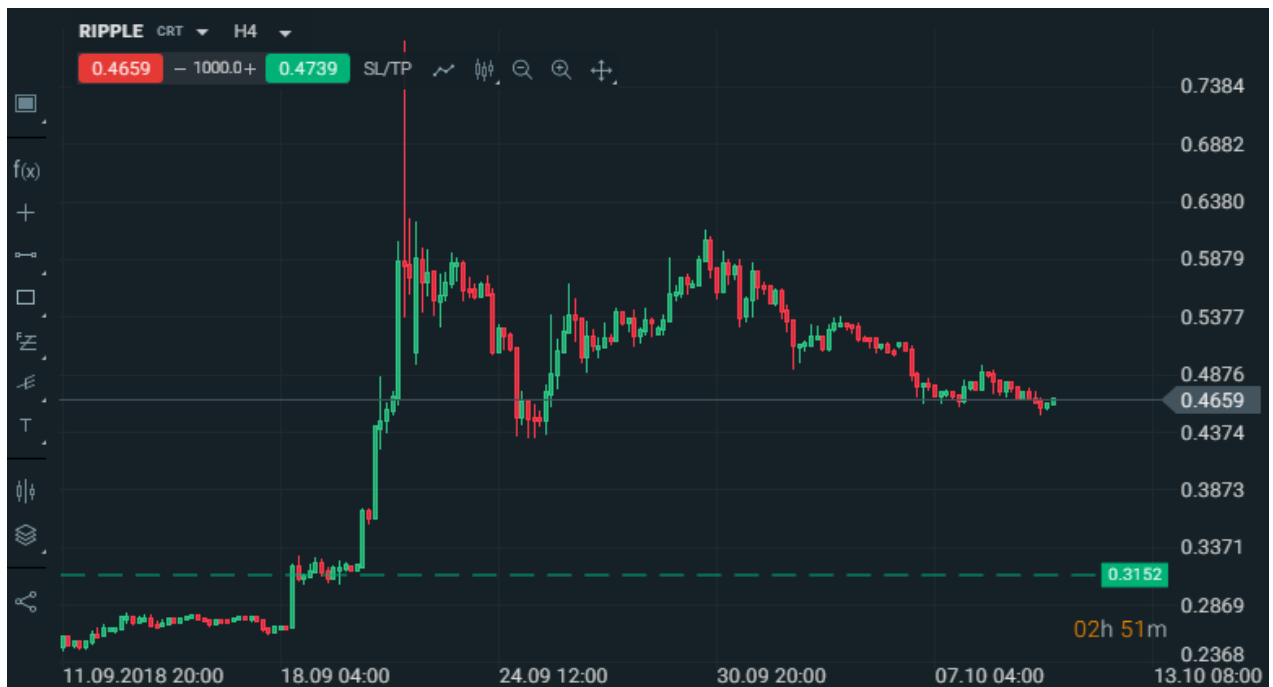 RIPPLE CRT H4
0.4659 − 1000.0+ 0.4739 SL/TP
f(x)
F
T
0.7384
0.6882
0.6380
0.5879
0.5377
0.4876
0.4659
0.4374
0.3873
0.3371
0.3152
0.2869
02h 51m
0.2368
11.09.2018 20:00 18.09 04:00 24.09 12:00 30.09 20:00 07.10 04:00 13.10 08:00